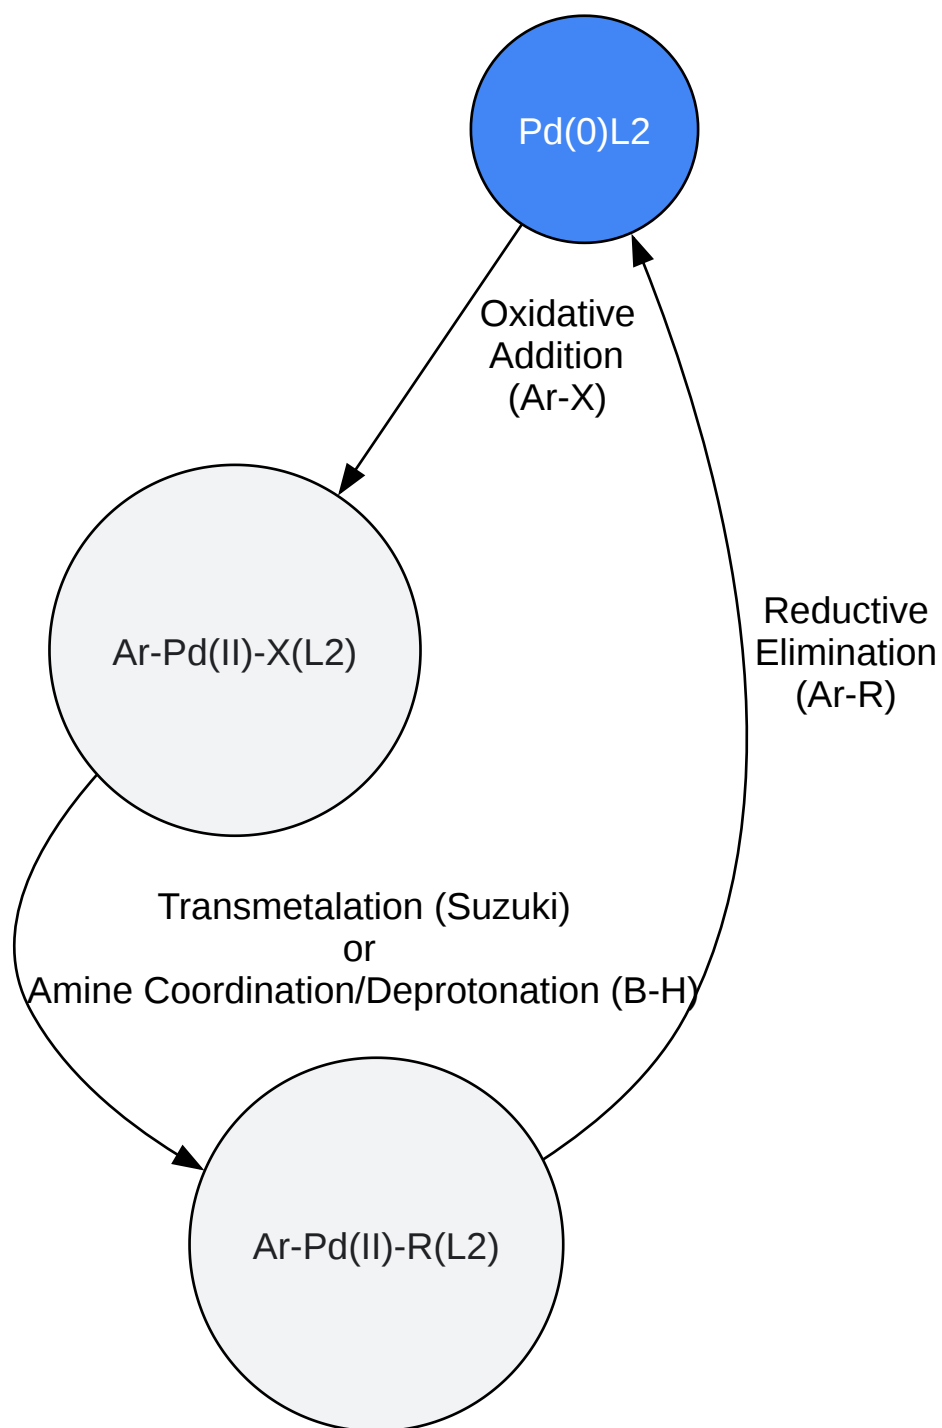 Pd(0)L2
Oxidative
Addition
(Ar-X)
Ar-Pd(II)-X(L2)
Reductive
Elimination
(Ar-R)
Transmetalation (Suzuki)
or
Amine Coordination/Deprotonation (B-H)
Ar-Pd(II)-R(L2)